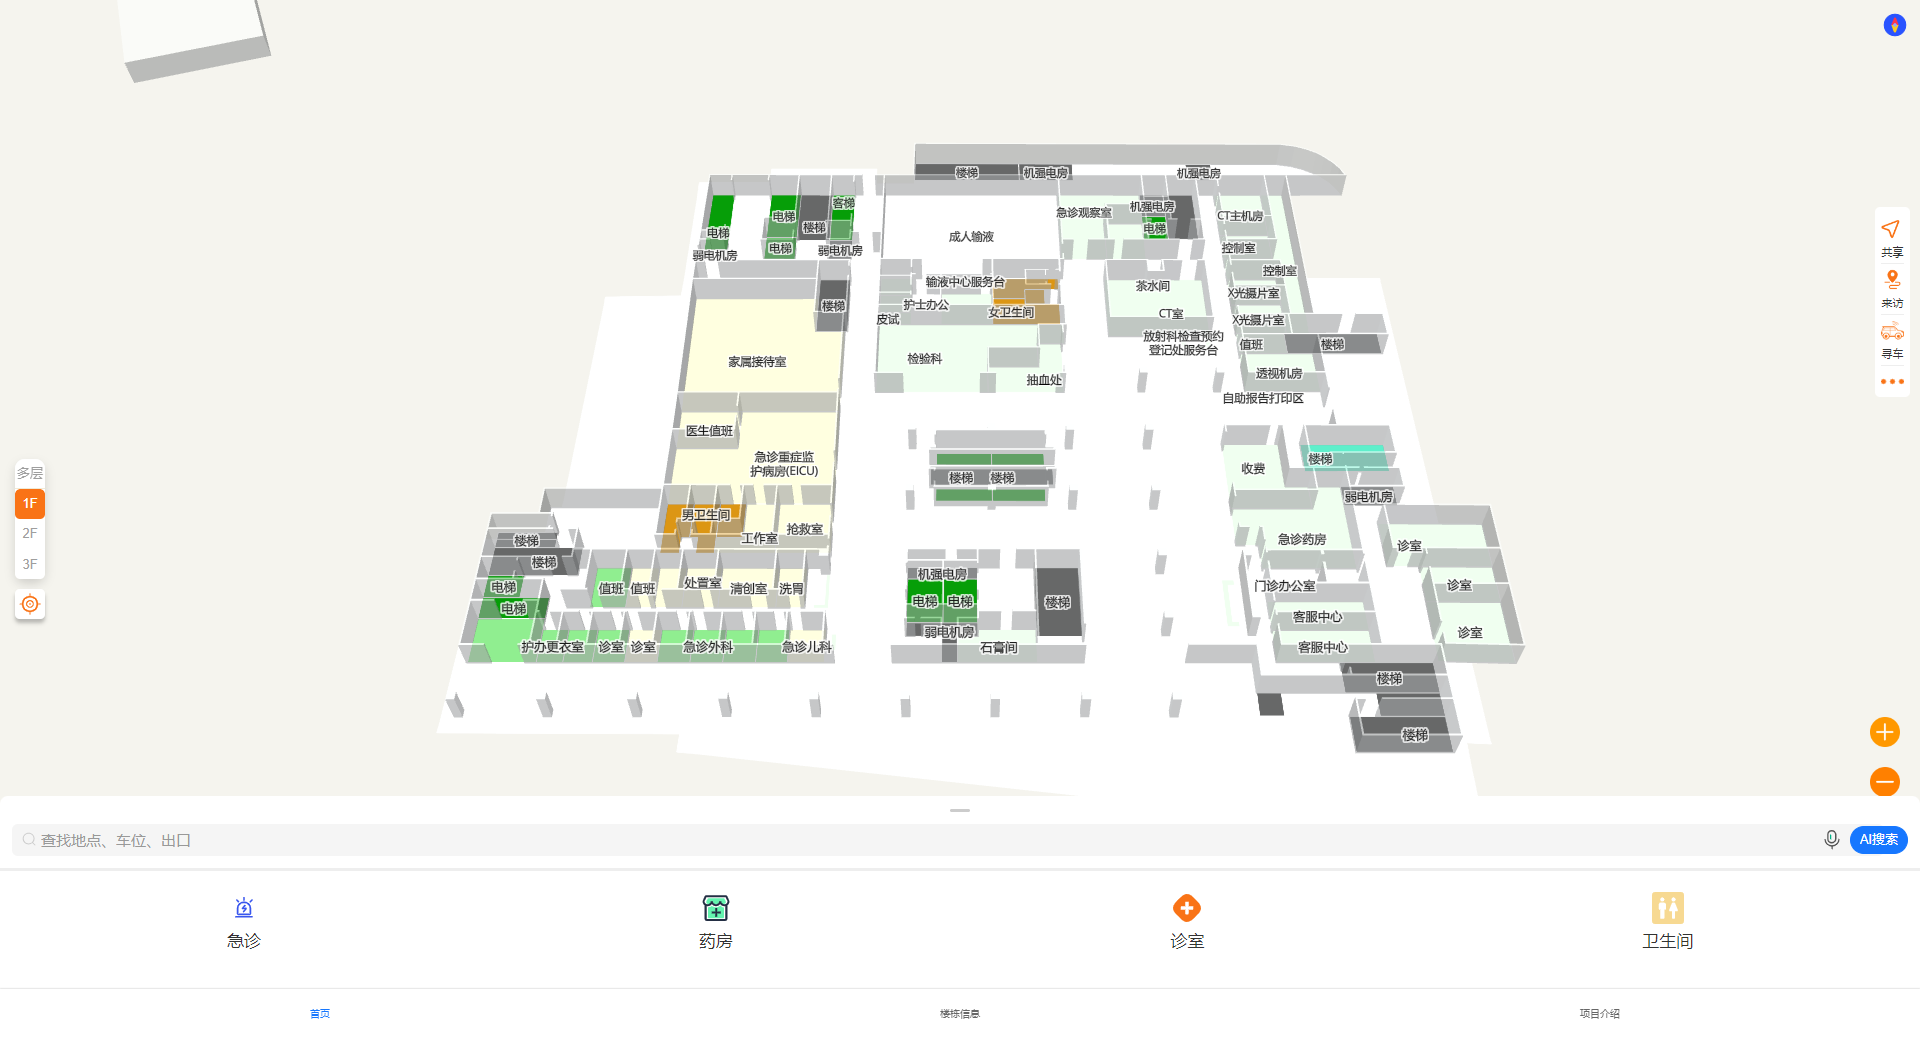 楼梯
机强电房
机强电房
客梯
电梯
楼梯
电梯
电梯
弱电机房
弱电机房
成人输液
急诊观察室
机强电房
电梯
CT主机房
控制室
控制室
输液中心服务台
护士办公
皮试
女卫生间
茶水间
CT室
X光摄片室
X光摄片室
放射科检查预约
登记处服务台
值班
楼梯
透视机房
自助报告打印区
楼梯
家属接待室
检验科
抽血处
医生值班
急诊重症监
护病房(EICU)
楼梯
楼梯
收费
楼梯
弱电机房
男卫生间
工作室
抢救室
急诊药房
诊室
诊室
诊室
楼梯
楼梯
电梯
电梯
值班
值班
处置室
清创室
洗胃
机强电房
电梯
电梯
楼梯
弱电机房
石膏间
门诊办公室
客服中心
客服中心
护办更衣室
诊室
诊室
急诊外科
急诊儿科
楼梯
楼梯
共享
来访
寻车
多层
1F
2F
3F
查找地点、车位、出口
AI搜索
急诊
药房
诊室
卫生间
首页
楼栋信息
项目介绍